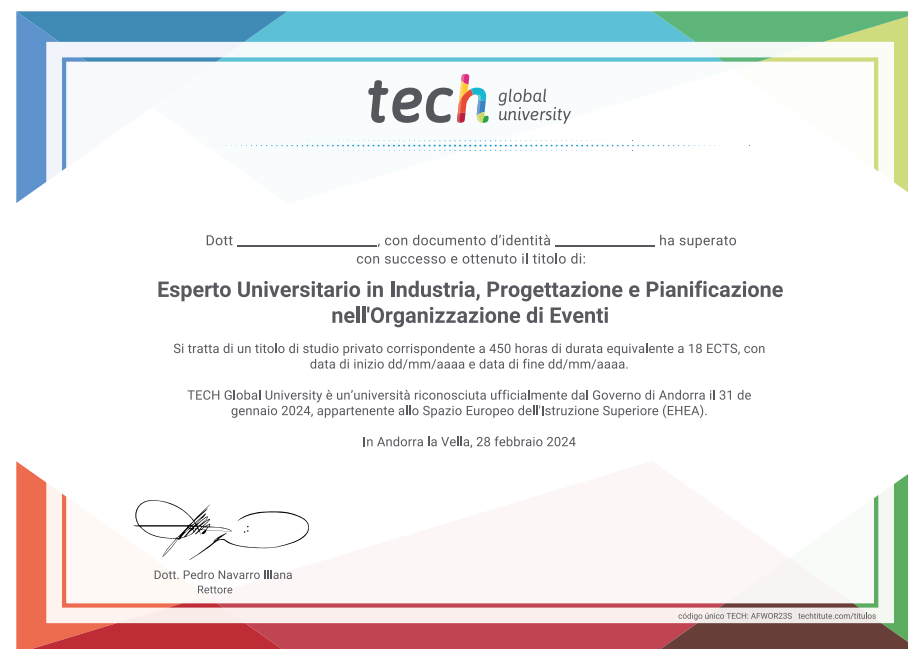 tech global university
Dott ____________________, con documento d'identità ______________ ha superato
con successo e ottenuto il titolo di:
Esperto Universitario in Industria, Progettazione e Pianificazione
nell'Organizzazione di Eventi
Si tratta di un titolo di studio privato corrispondente a 450 horas di durata equivalente a 18 ECTS, con
data di inizio dd/mm/aaaa e data di fine dd/mm/aaaa.
TECH Global University è un'università riconosciuta ufficialmente dal Governo di Andorra il 31 de
gennaio 2024, appartenente allo Spazio Europeo dell'Istruzione Superiore (EHEA).
In Andorra la Vella, 28 febbraio 2024
Dott. Pedro Navarro Illana
Rettore
código único TECH: AFWOR23S techtitute.com/titulos